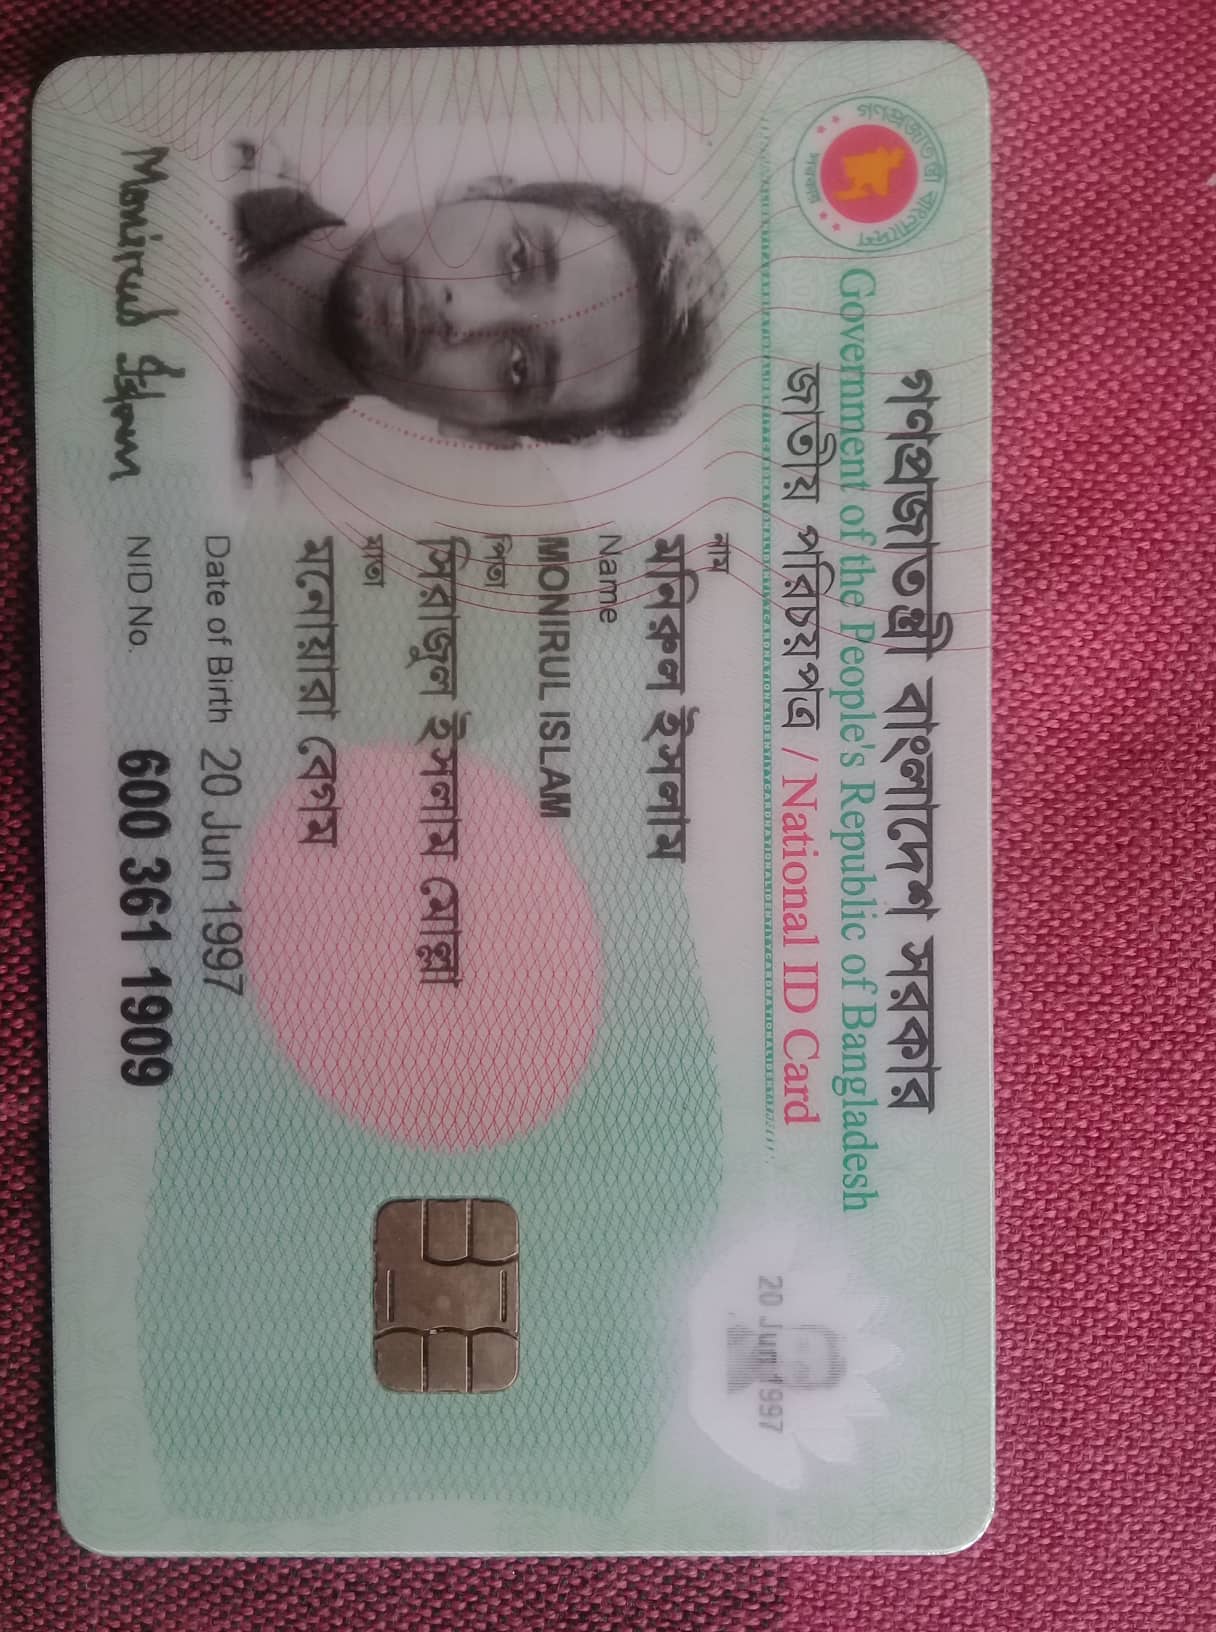 গণপ্রজাতন্ত্রী বাংলাদেশ সরকার
Government of the People's Republic of Bangladesh
জাতীয় পরিচয়পত্র / National ID Card
নাম
মনিরুল ইসলাম
Name
MONIRUL ISLAM
পিতা
সিরাজুল ইসলাম মোল্লা
মাতা
মনোয়ারা বেগম
Date of Birth 20 Jun 1997
NID No. 600 361 1909
Monirul Islam
20 Jun 1997